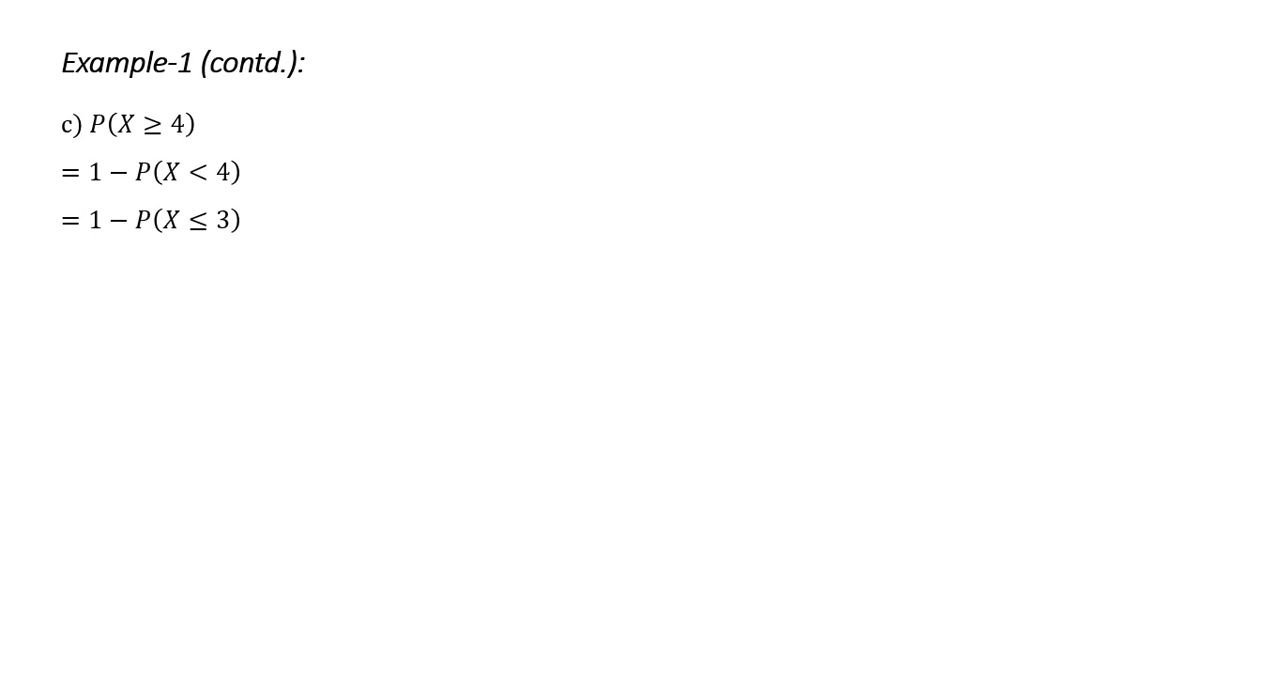 Example-1 (contd.):
c) P(X ≥ 4)
= 1 − P(X < 4)
= 1 − P(X ≤ 3)